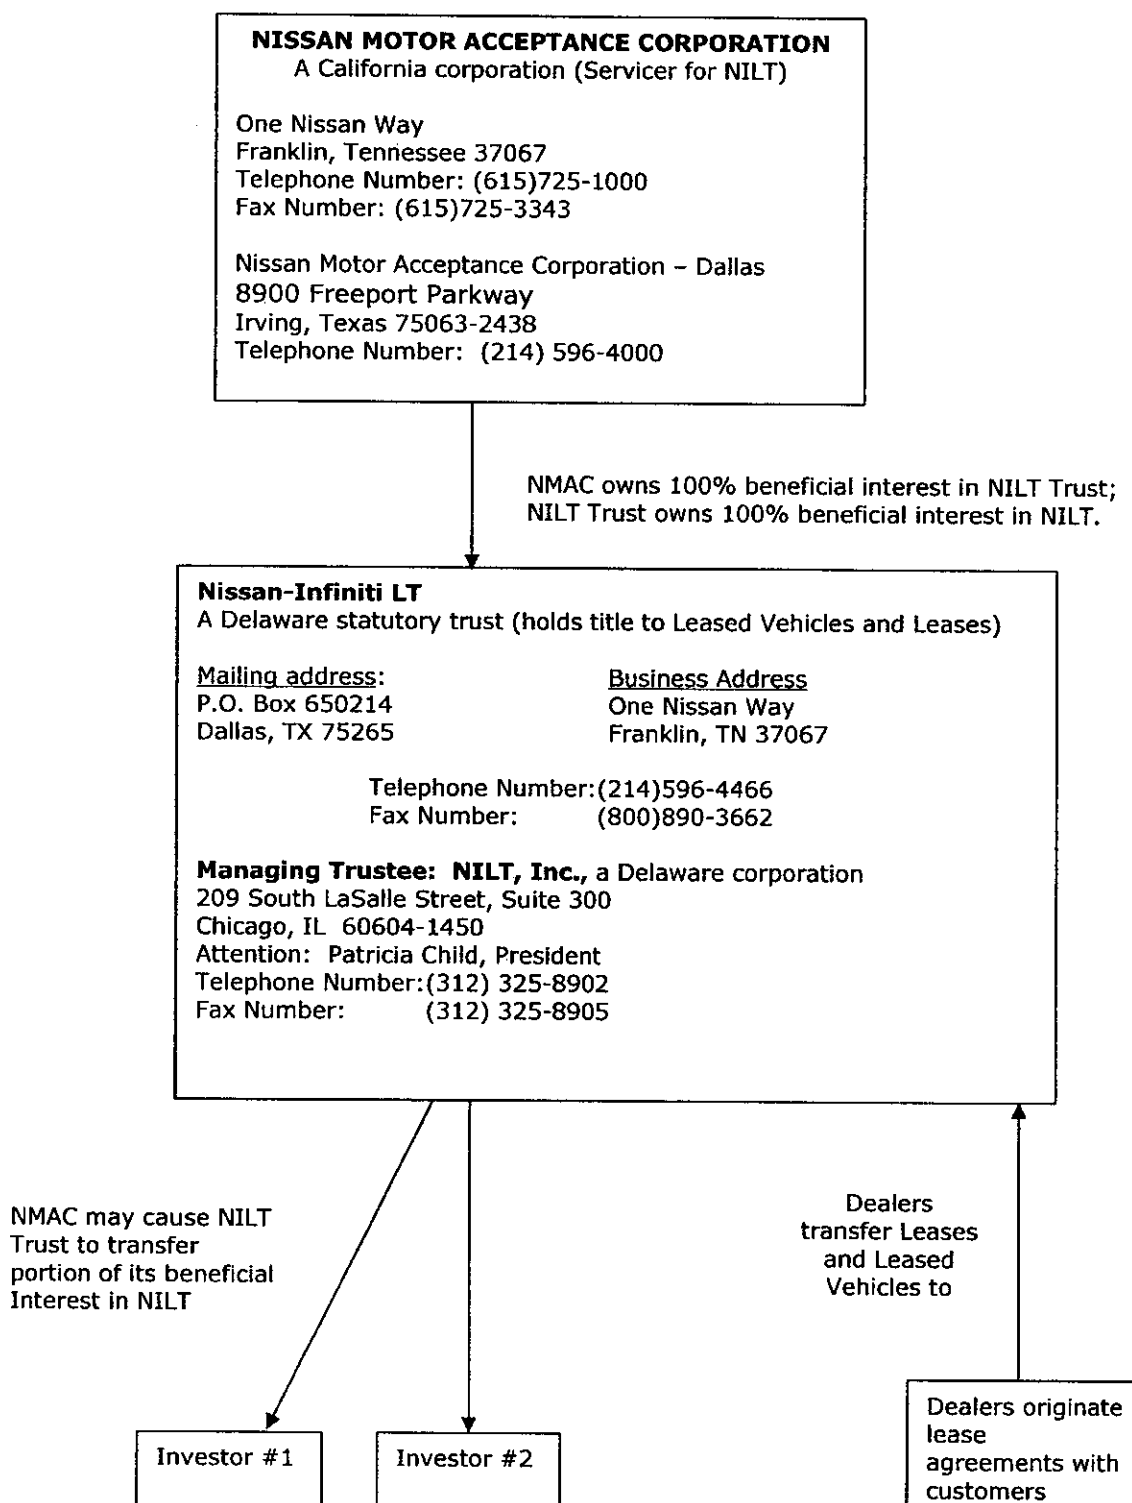 NISSAN MOTOR ACCEPTANCE CORPORATION
A California corporation (Servicer for NILT)
One Nissan Way
Franklin, Tennessee 37067
Telephone Number: (615)725-1000
Fax Number: (615)725-3343
Nissan Motor Acceptance Corporation – Dallas
8900 Freeport Parkway
Irving, Texas 75063-2438
Telephone Number: (214) 596-4000
NMAC owns 100% beneficial interest in NILT Trust;
NILT Trust owns 100% beneficial interest in NILT.
Nissan-Infiniti LT
A Delaware statutory trust (holds title to Leased Vehicles and Leases)
Mailing address:
P.O. Box 650214
Dallas, TX 75265
Business Address
One Nissan Way
Franklin, TN 37067
Telephone Number:(214)596-4466
Fax Number: (800)890-3662
Managing Trustee: NILT, Inc., a Delaware corporation
209 South LaSalle Street, Suite 300
Chicago, IL 60604-1450
Attention: Patricia Child, President
Telephone Number:(312) 325-8902
Fax Number: (312) 325-8905
NMAC may cause NILT
Trust to transfer
portion of its beneficial
Interest in NILT
Dealers
transfer Leases
and Leased
Vehicles to
Investor #1
Investor #2
Dealers originate
lease
agreements with
customers